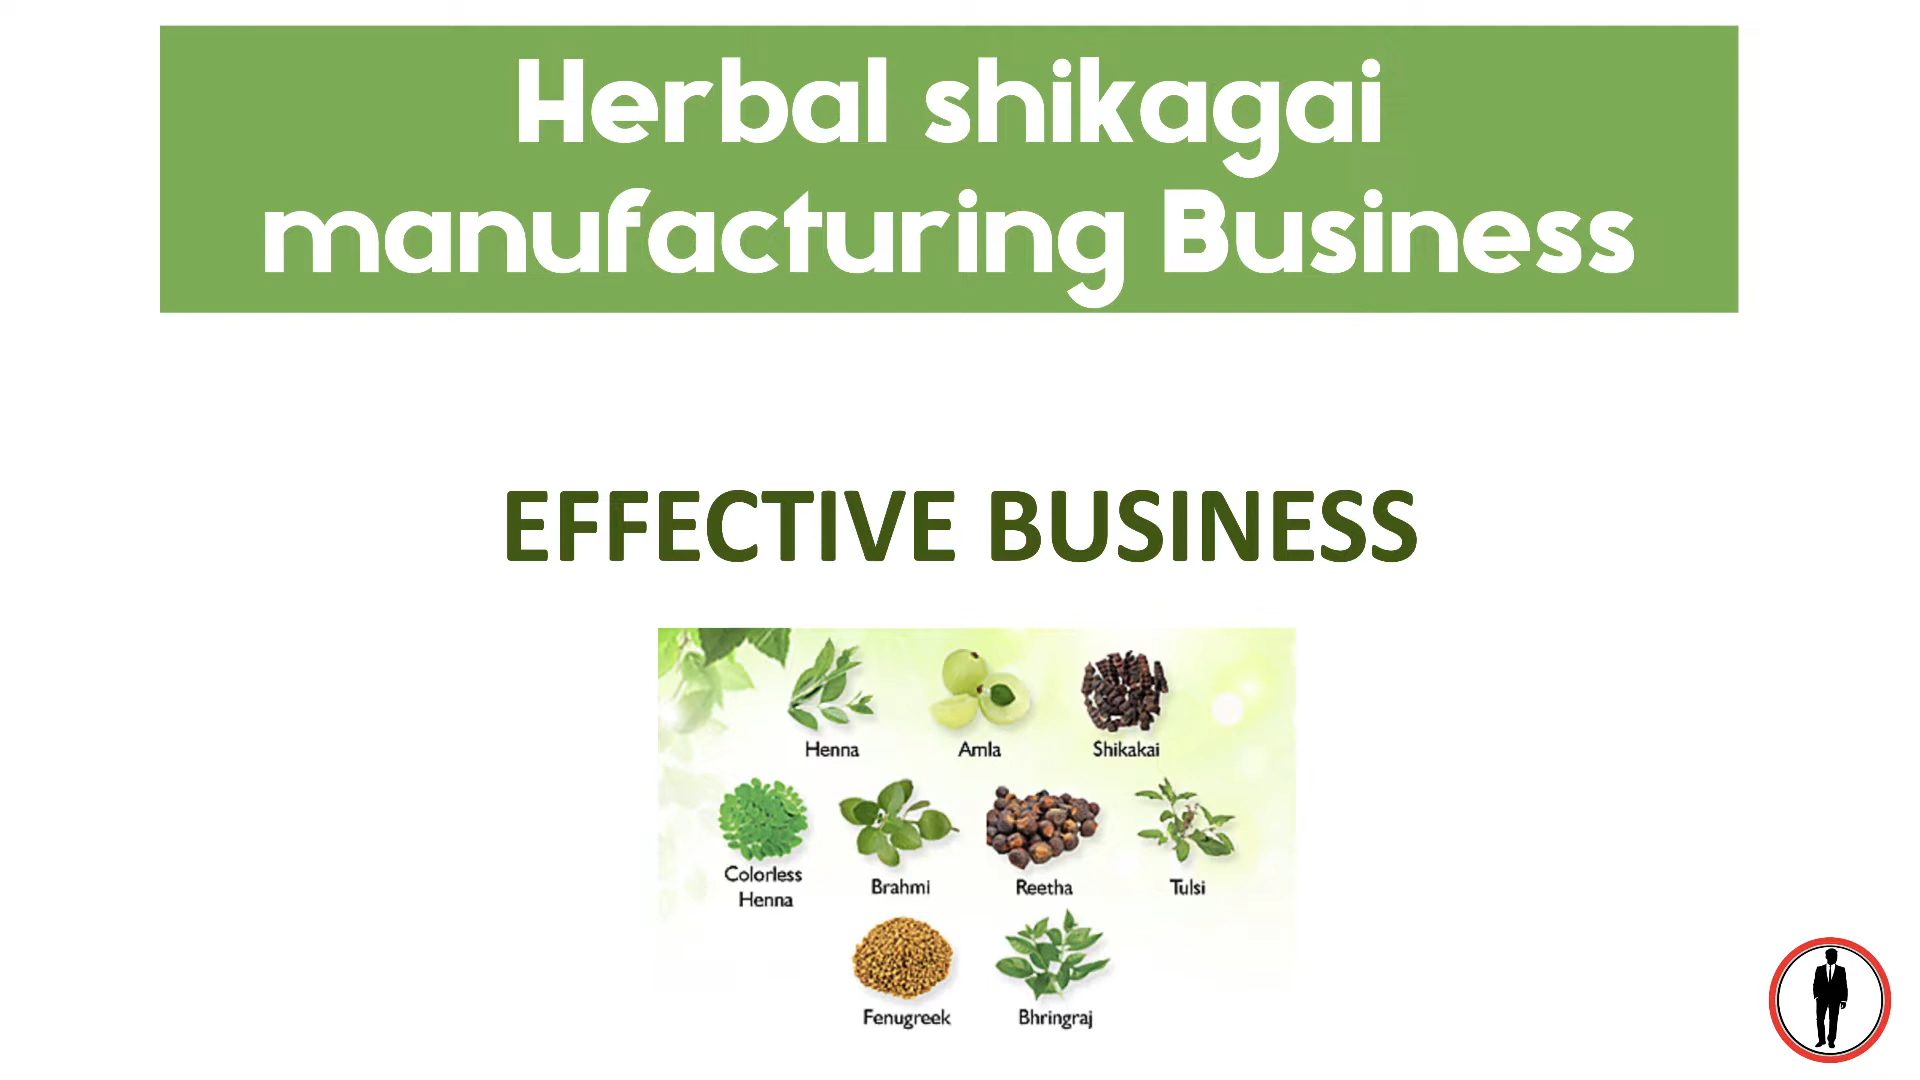 Herbal shikagai
manufacturing Business
EFFECTIVE BUSINESS
Henna Amla Shikakai
Colorless
Henna
Brahmi Reetha Tulsi
Fenugreek Bhringraj